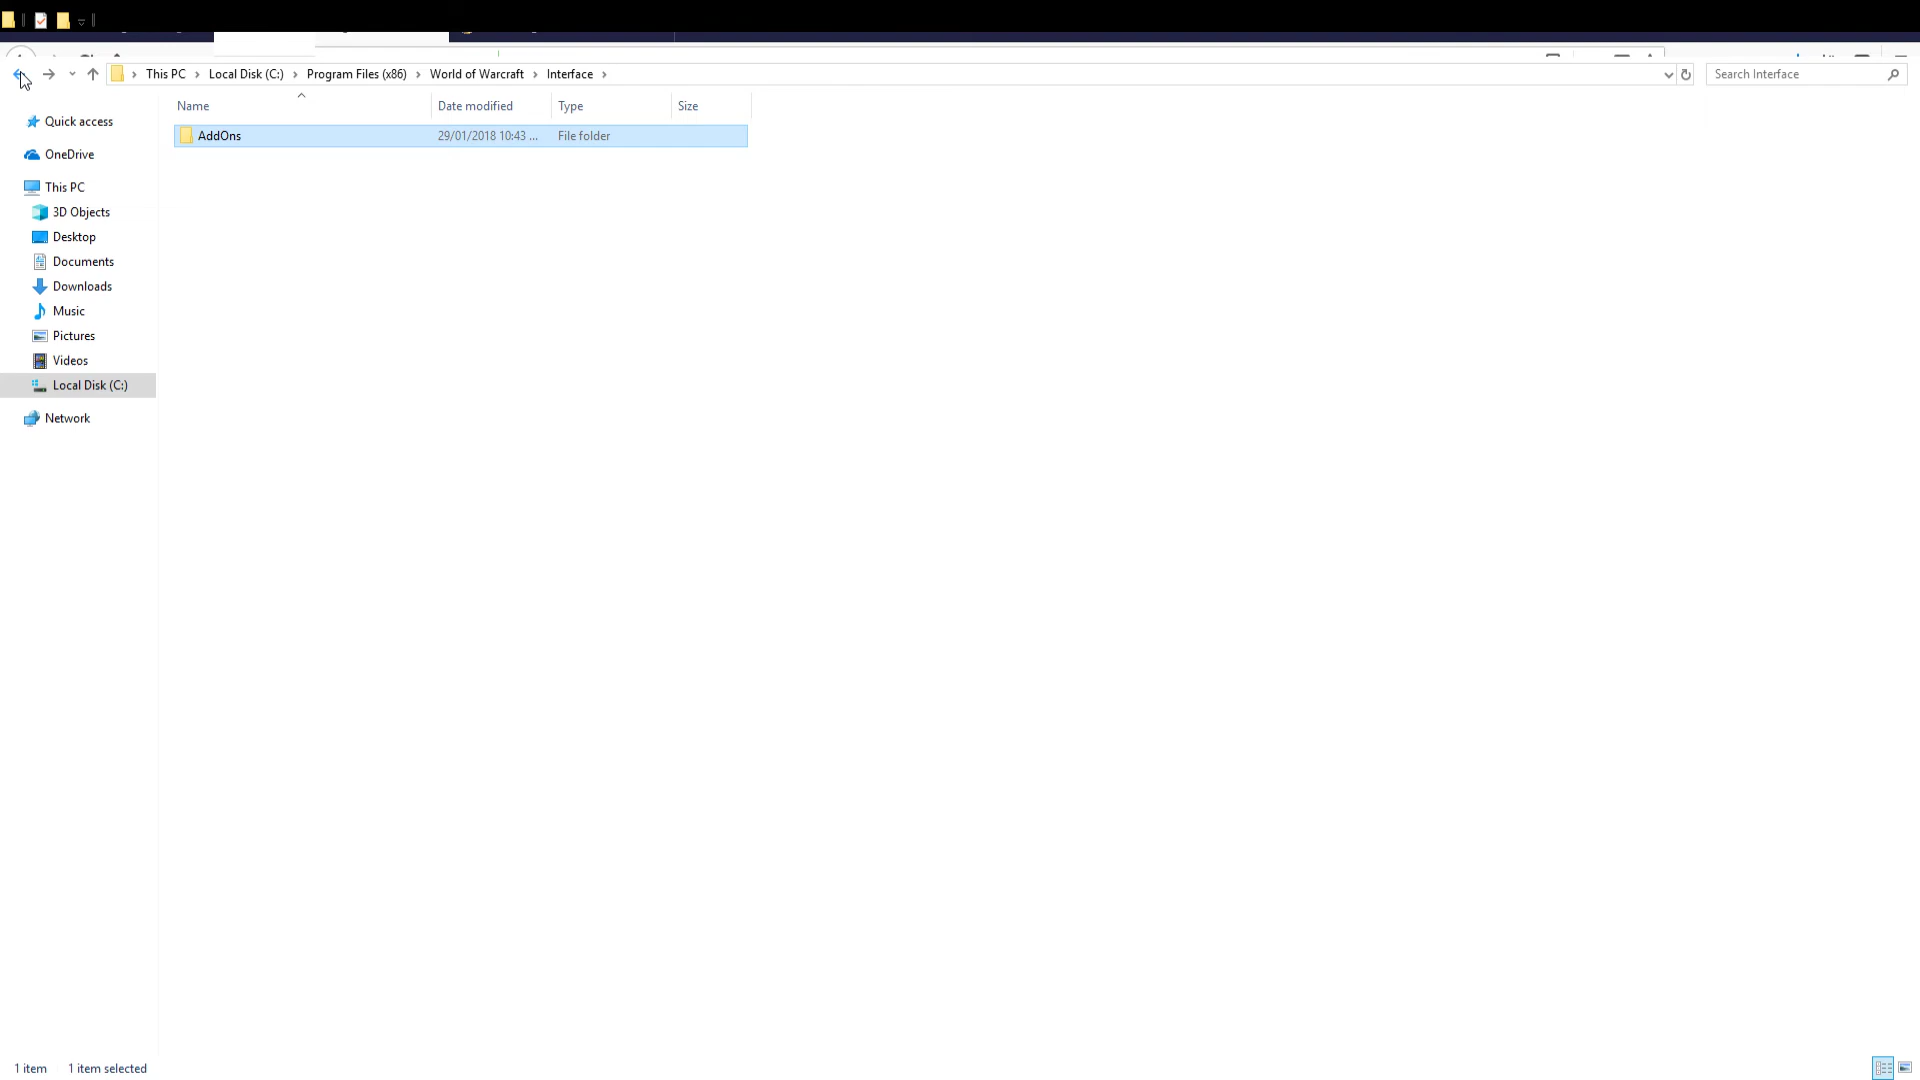 This PC > Local Disk (C:) > Program Files (x86) > World of Warcraft > Interface >
Search Interface
Name Date modified Type Size
AddOns 29/01/2018 10:43 ... File folder
Quick access
OneDrive
This PC
3D Objects
Desktop
Documents
Downloads
Music
Pictures
Videos
Local Disk (C:)
Network
1 item 1 item selected